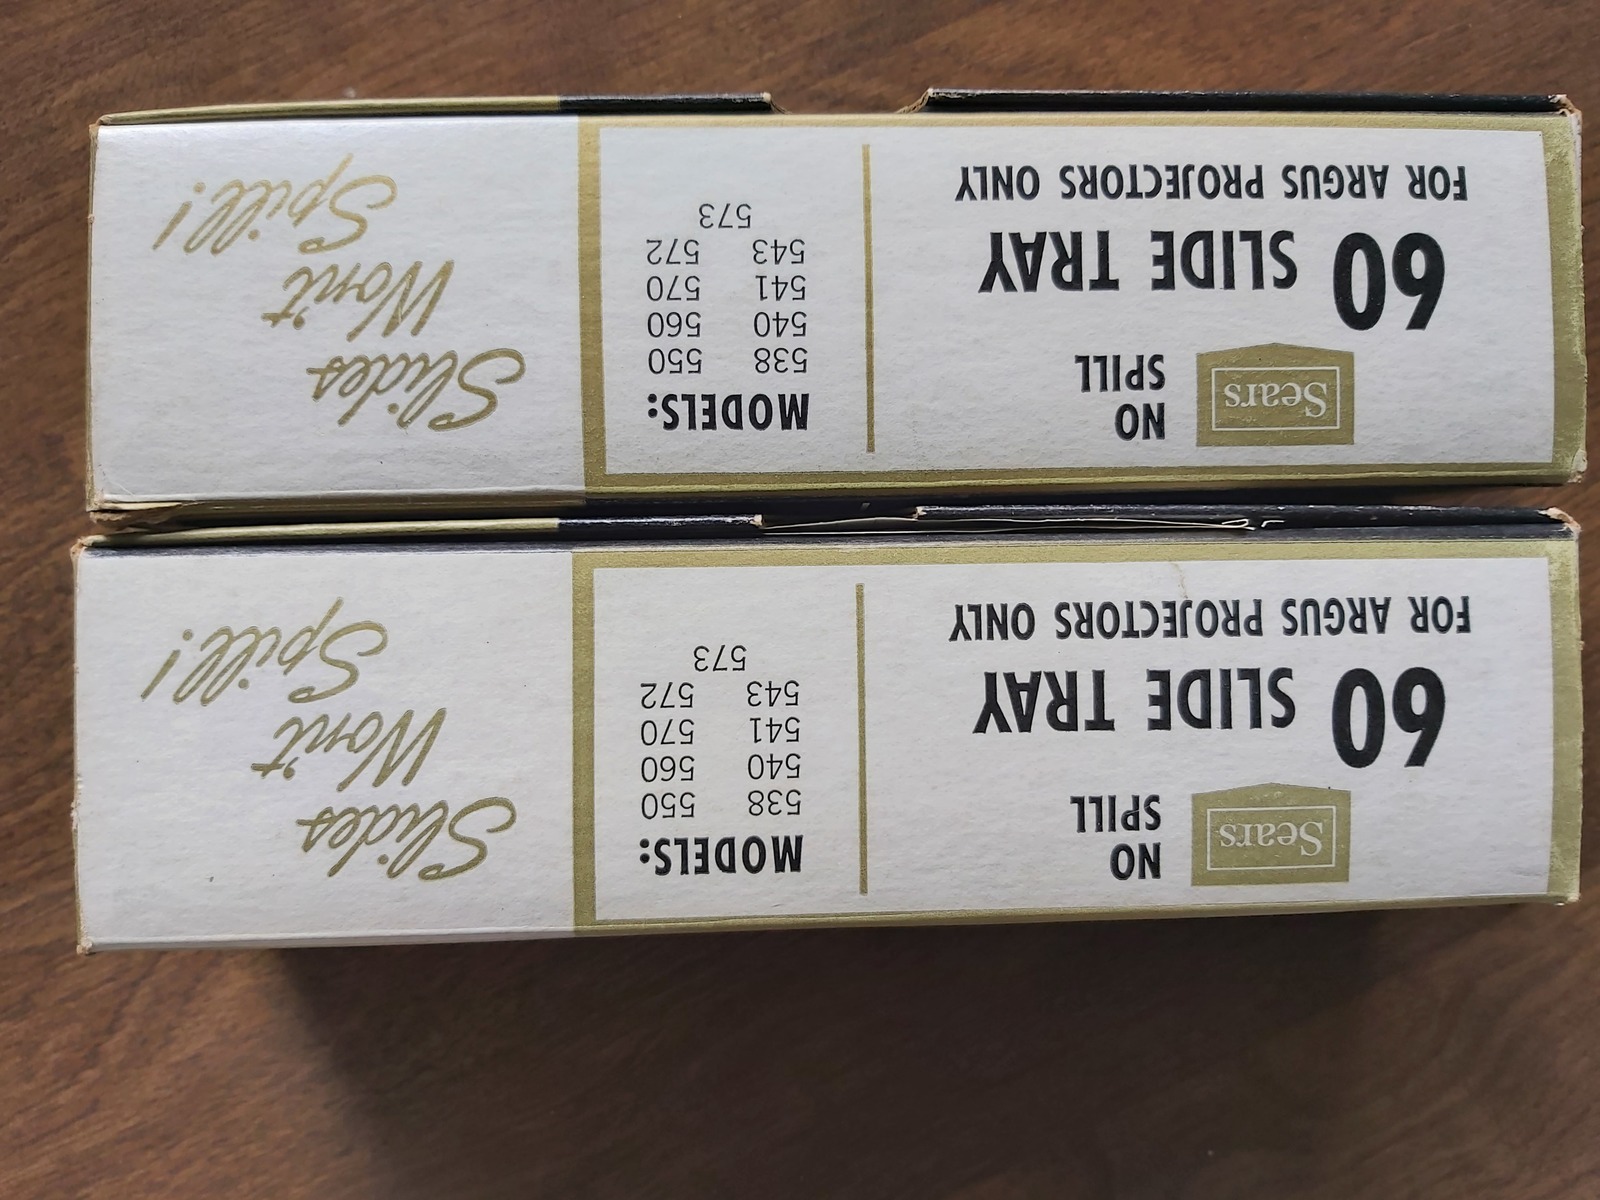 Sears
NO
SPILL
60 SLIDE TRAY
FOR ARGUS PROJECTORS ONLY
MODELS:
538 550
540 560
541 570
543 572
573
Slides
Won't
Spill!
Sears
NO
SPILL
60 SLIDE TRAY
FOR ARGUS PROJECTORS ONLY
MODELS:
538 550
540 560
541 570
543 572
573
Slides
Won't
Spill!